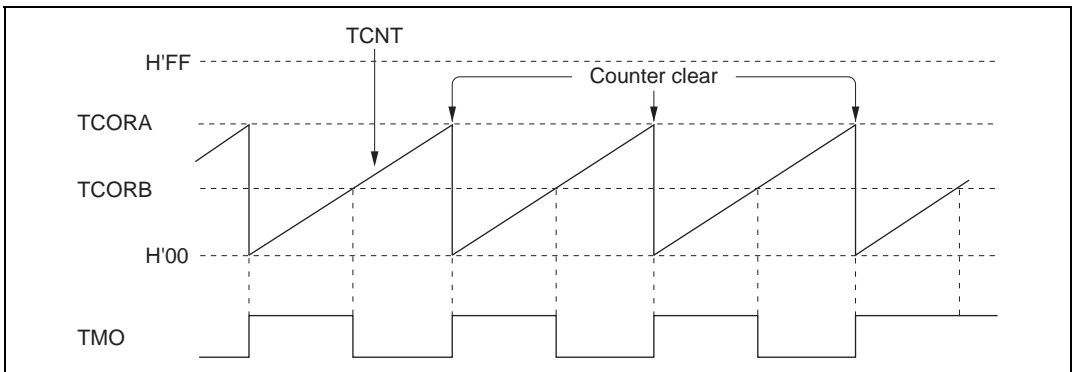 TCNT
H'FF
Counter clear
TCORA
TCORB
H'00
TMO